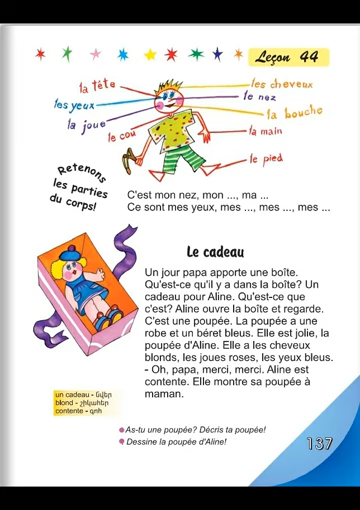 Leçon 44
la tête
les cheveux
les yeux
le nez
la joue
la bouche
le cou
la main
le pied
Retenons
les parties
du corps!
C'est mon nez, mon ..., ma ...
Ce sont mes yeux, mes ..., mes ..., mes ...
Le cadeau
Un jour papa apporte une boîte.
Qu'est-ce qu'il y a dans la boîte? Un
cadeau pour Aline. Qu'est-ce que
c'est? Aline ouvre la boîte et regarde.
C'est une poupée. La poupée a une
robe et un béret bleus. Elle est jolie, la
poupée d'Aline. Elle a les cheveux
blonds, les joues roses, les yeux bleus.
- Oh, papa, merci, merci. Aline est
contente. Elle montre sa poupée à
maman.
un cadeau - նվեր
blond - շիկահեր
contente - գոհ
As-tu une poupée? Décris ta poupée!
Dessine la poupée d'Aline!
137